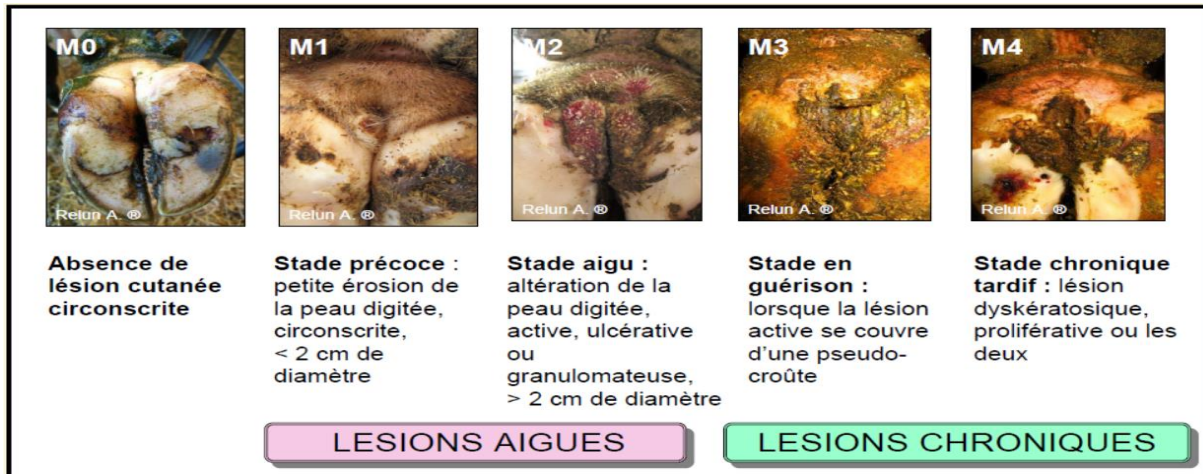 M0
M1
M2
M3
M4
Relun A. ®
Relun A. ®
Relun A. ®
Relun A. ®
Relun A. ®
Absence de
lésion cutanée
circonscrite
Stade précoce :
petite érosion de
la peau digitée,
circonscrite,
< 2 cm de
diamètre
Stade aigu :
altération de la
peau digitée,
active, ulcérative
ou
granulomateuse,
> 2 cm de diamètre
Stade en
guérison :
lorsque la lésion
active se couvre
d'une pseudo-
croûte
Stade chronique
tardif : lésion
dyskératosique,
proliférative ou les
deux
LESIONS AIGUES
LESIONS CHRONIQUES